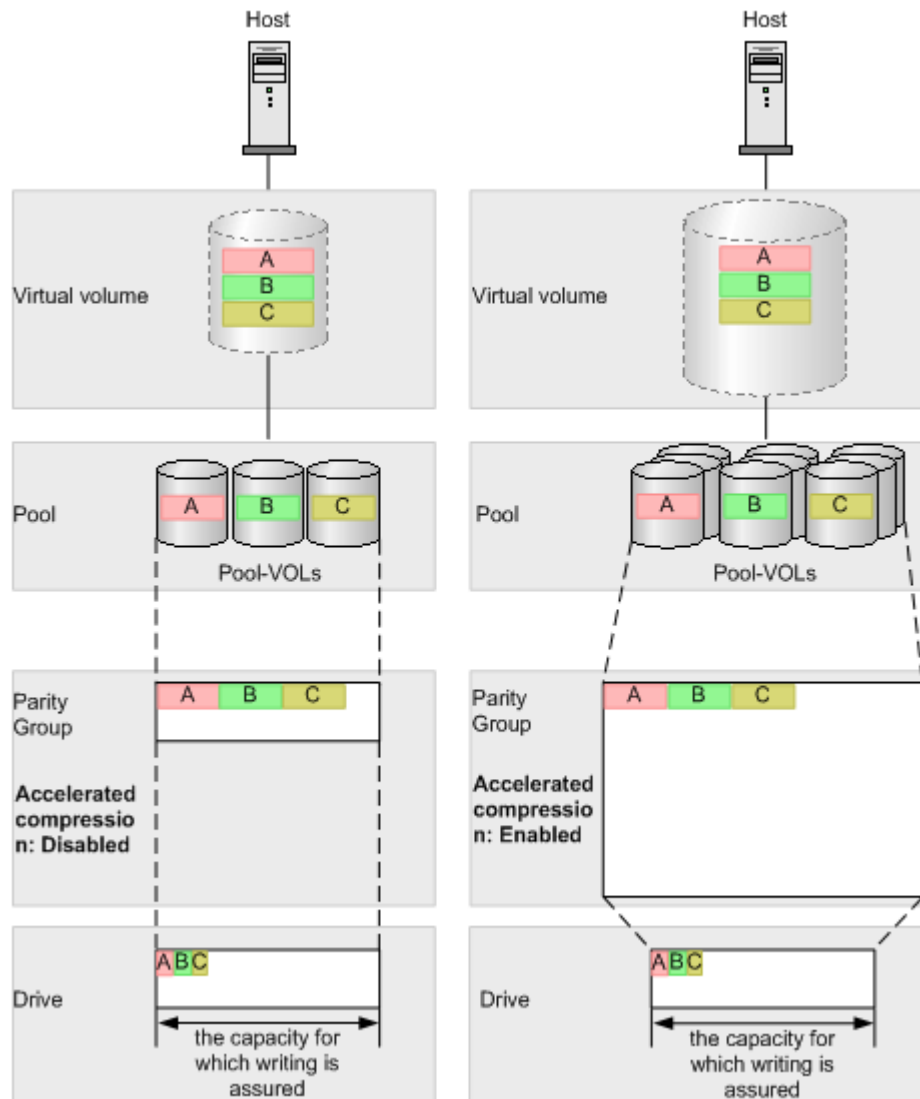 Host
Host
Virtual volume
A
B
C
Virtual volume
A
B
C
Pool
A
B
C
Pool-VOLs
Pool
A
B
C
Pool-VOLs
Parity
Group
A
B
C
Accelerated
compressio
n: Disabled
Parity
Group
A
B
C
Accelerated
compressio
n: Enabled
Drive
A
B
C
the capacity for
which writing is
assured
Drive
A
B
C
the capacity for
which writing is
assured